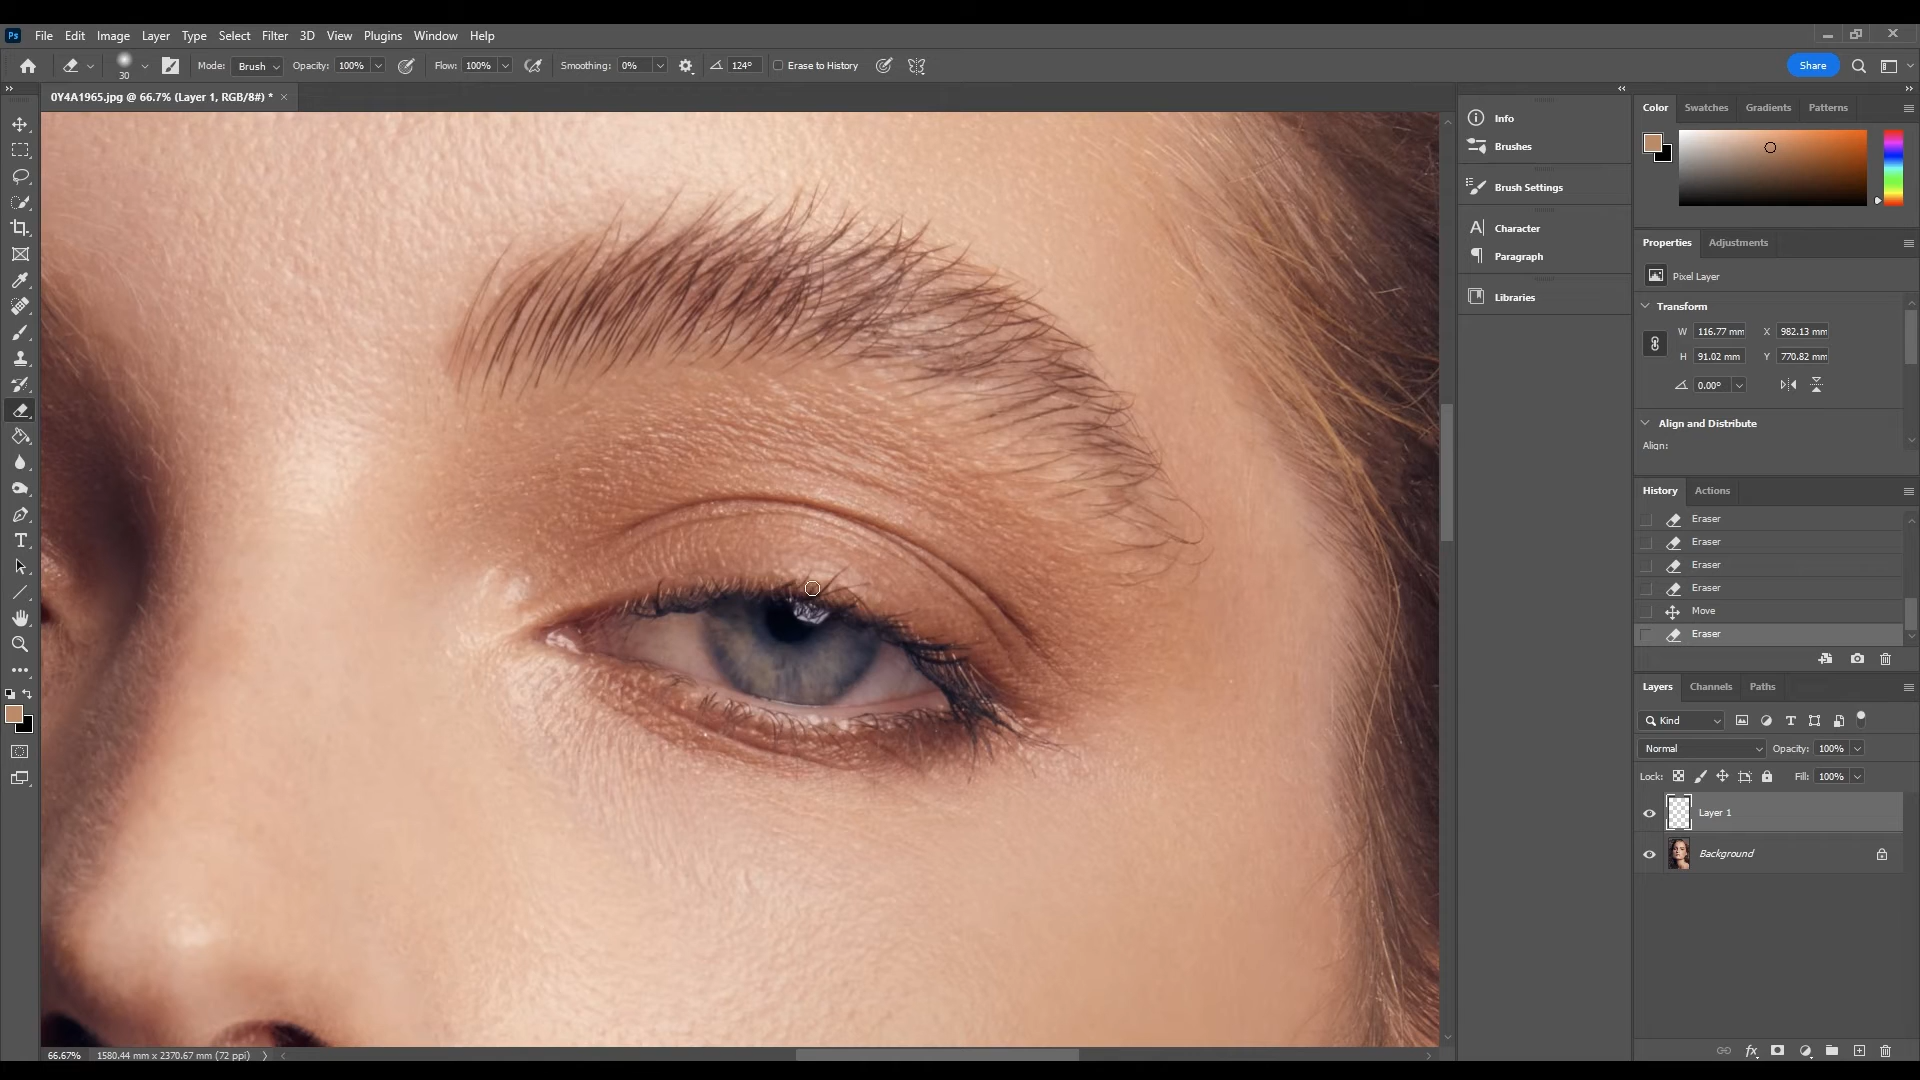 Ps File Edit Image Layer Type Select Filter 3D View Plugins Window Help
30 Mode: Brush Opacity: 100% Flow: 100% Smoothing: 0% 124° Erase to History Share
0Y4A1965.jpg @ 66.7% (Layer 1, RGB/8#) * ×
Info
Brushes
Brush Settings
Character
Paragraph
Libraries
Color Swatches Gradients Patterns
Properties Adjustments
Pixel Layer
Transform
W 116.77 mm X 982.13 mm
H 91.02 mm Y 770.82 mm
0.00°
Align and Distribute
Align:
History Actions
Eraser
Eraser
Eraser
Eraser
Move
Eraser
Layers Channels Paths
Kind
Normal Opacity: 100%
Lock: Fill: 100%
Layer 1
Background
66.67% 1580.44 mm x 2370.67 mm (72 ppi)